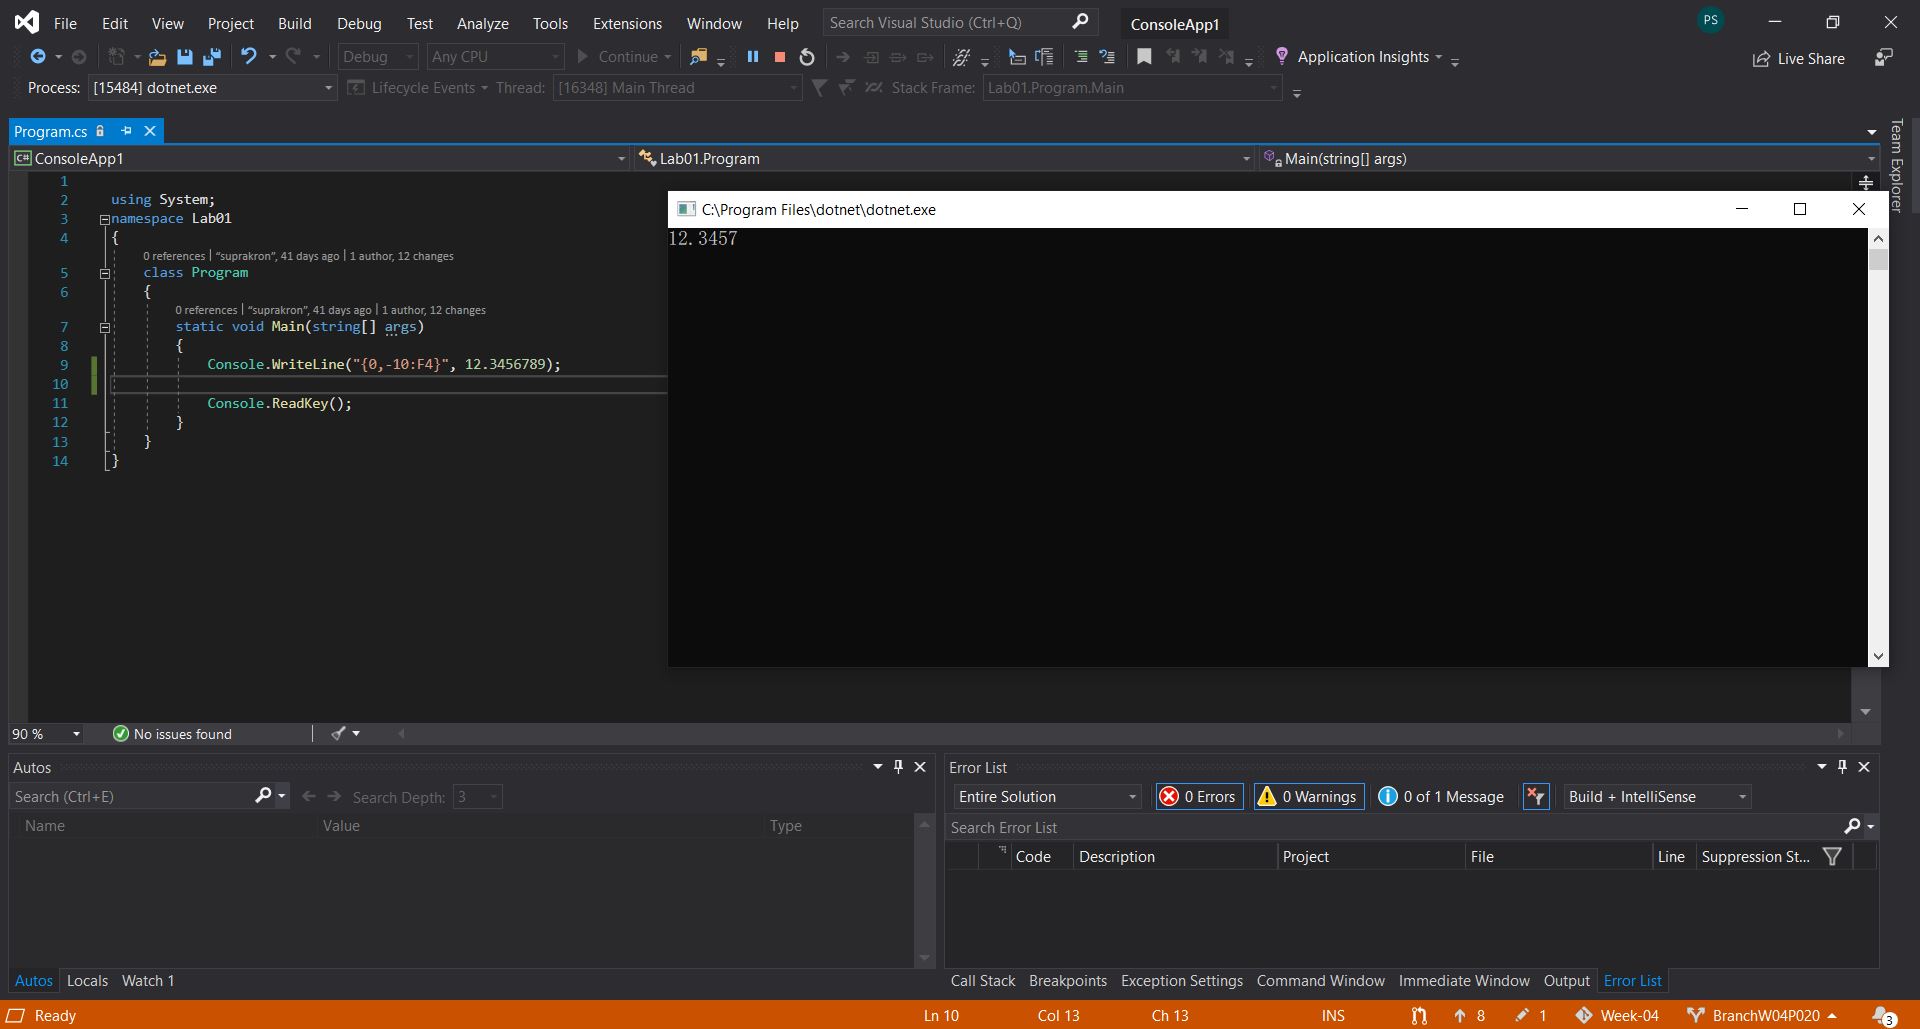 File Edit View Project Build Debug Test Analyze Tools Extensions Window Help Search Visual Studio (Ctrl+Q) ConsoleApp1 PS
Debug Any CPU Continue Application Insights Live Share
Process: [15484] dotnet.exe Lifecycle Events Thread: [16348] Main Thread Stack Frame: Lab01.Program.Main
Program.cs
C# ConsoleApp1 Lab01.Program Main(string[] args)
Team Explorer
1
2 using System;
3 namespace Lab01
4 {
0 references | "suprakron", 41 days ago | 1 author, 12 changes
5 class Program
6 {
0 references | "suprakron", 41 days ago | 1 author, 12 changes
7 static void Main(string[] args)
8 {
9 Console.WriteLine("{0,-10:F4}", 12.3456789);
10
11 Console.ReadKey();
12 }
13 }
14 }
C:\Program Files\dotnet\dotnet.exe
12.3457
90 % No issues found
Autos
Search (Ctrl+E) Search Depth: 3
Name Value Type
Autos Locals Watch 1
Error List
Entire Solution 0 Errors 0 Warnings 0 of 1 Message Build + IntelliSense
Search Error List
Code Description Project File Line Suppression St...
Call Stack Breakpoints Exception Settings Command Window Immediate Window Output Error List
Ready Ln 10 Col 13 Ch 13 INS 8 1 Week-04 BranchW04P020 3